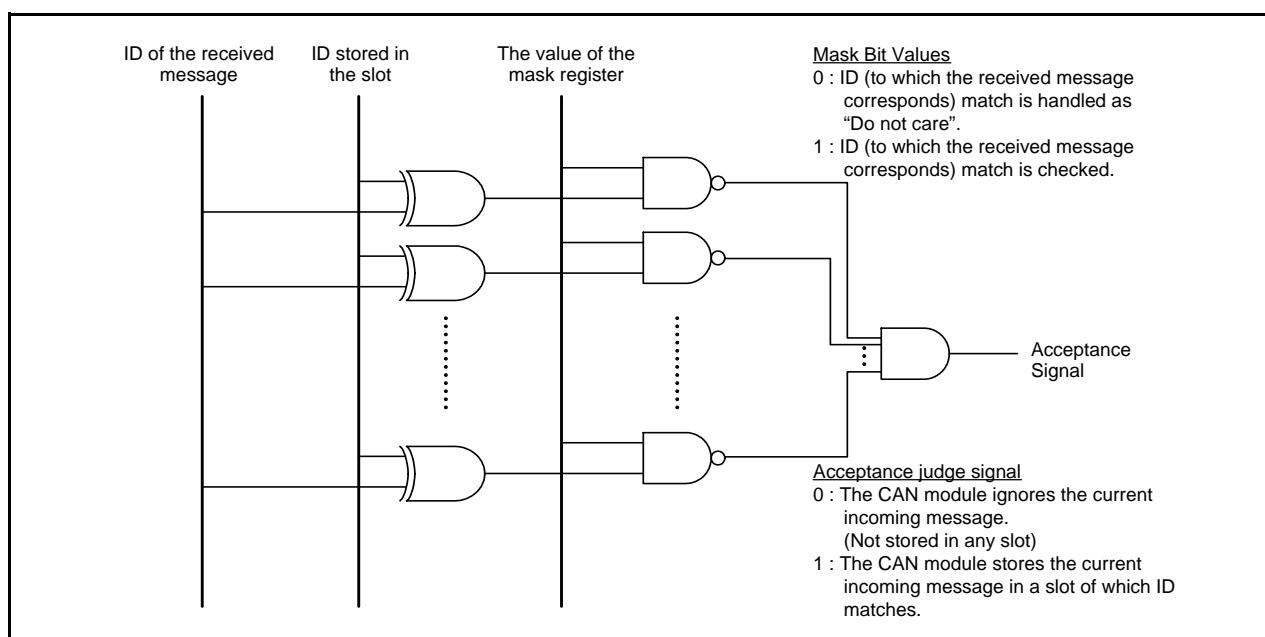 ID of the received
message
ID stored in
the slot
The value of the
mask register
Mask Bit Values
0 : ID (to which the received message
corresponds) match is handled as
“Do not care”.
1 : ID (to which the received message
corresponds) match is checked.
Acceptance
Signal
Acceptance judge signal
0 : The CAN module ignores the current
incoming message.
(Not stored in any slot)
1 : The CAN module stores the current
incoming message in a slot of which ID
matches.